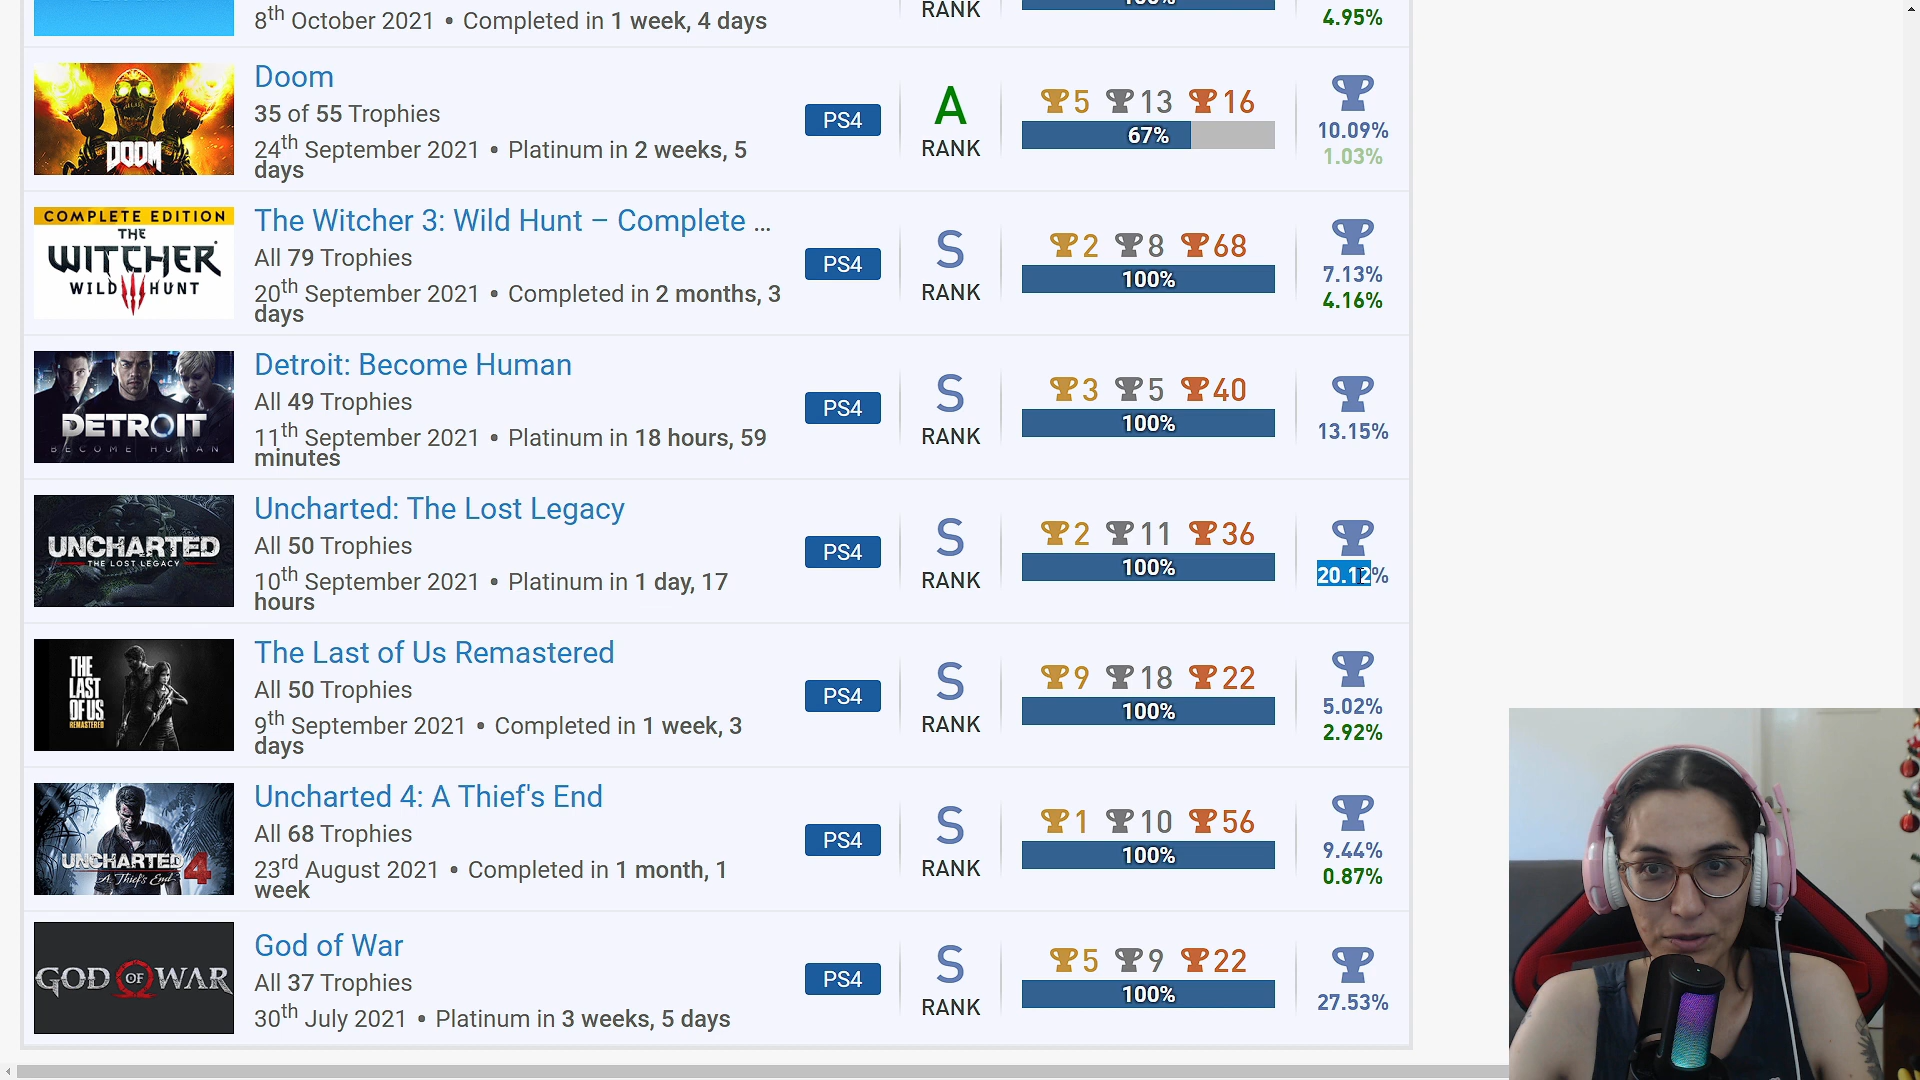 8th October 2021 • Completed in 1 week, 4 days
RANK
100%
4.95%
Doom
35 of 55 Trophies
24th September 2021 • Platinum in 2 weeks, 5
days
DOOM
PS4
A
RANK
5 13 16
67%
10.09%
1.03%
COMPLETE EDITION
THE
WITCHER
WILD HUNT
The Witcher 3: Wild Hunt – Complete ...
All 79 Trophies
20th September 2021 • Completed in 2 months, 3
days
PS4
S
RANK
2 8 68
100%
7.13%
4.16%
DETROIT
BECOME HUMAN
Detroit: Become Human
All 49 Trophies
11th September 2021 • Platinum in 18 hours, 59
minutes
PS4
S
RANK
3 5 40
100%
13.15%
UNCHARTED
THE LOST LEGACY
Uncharted: The Lost Legacy
All 50 Trophies
10th September 2021 • Platinum in 1 day, 17
hours
PS4
S
RANK
2 11 36
100%
20.12%
THE
LAST
OF US
REMASTERED
The Last of Us Remastered
All 50 Trophies
9th September 2021 • Completed in 1 week, 3
days
PS4
S
RANK
9 18 22
100%
5.02%
2.92%
UNCHARTED 4
A Thief's End
Uncharted 4: A Thief's End
All 68 Trophies
23rd August 2021 • Completed in 1 month, 1
week
PS4
S
RANK
1 10 56
100%
9.44%
0.87%
GOD OF WAR
God of War
All 37 Trophies
30th July 2021 • Platinum in 3 weeks, 5 days
PS4
S
RANK
5 9 22
100%
27.53%